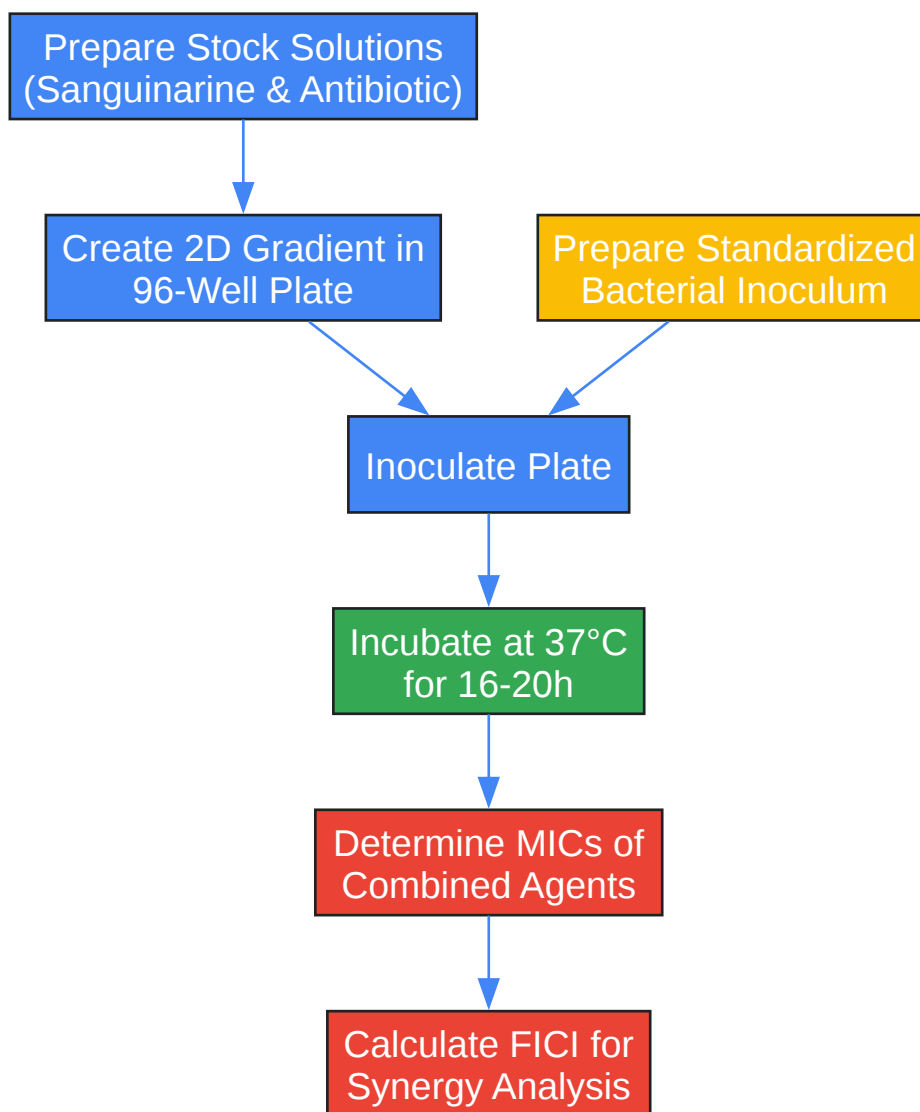 Prepare Stock Solutions
(Sanguinarine & Antibiotic)
Create 2D Gradient in
96-Well Plate
Prepare Standardized
Bacterial Inoculum
Inoculate Plate
Incubate at 37°C
for 16-20h
Determine MICs of
Combined Agents
Calculate FICI for
Synergy Analysis